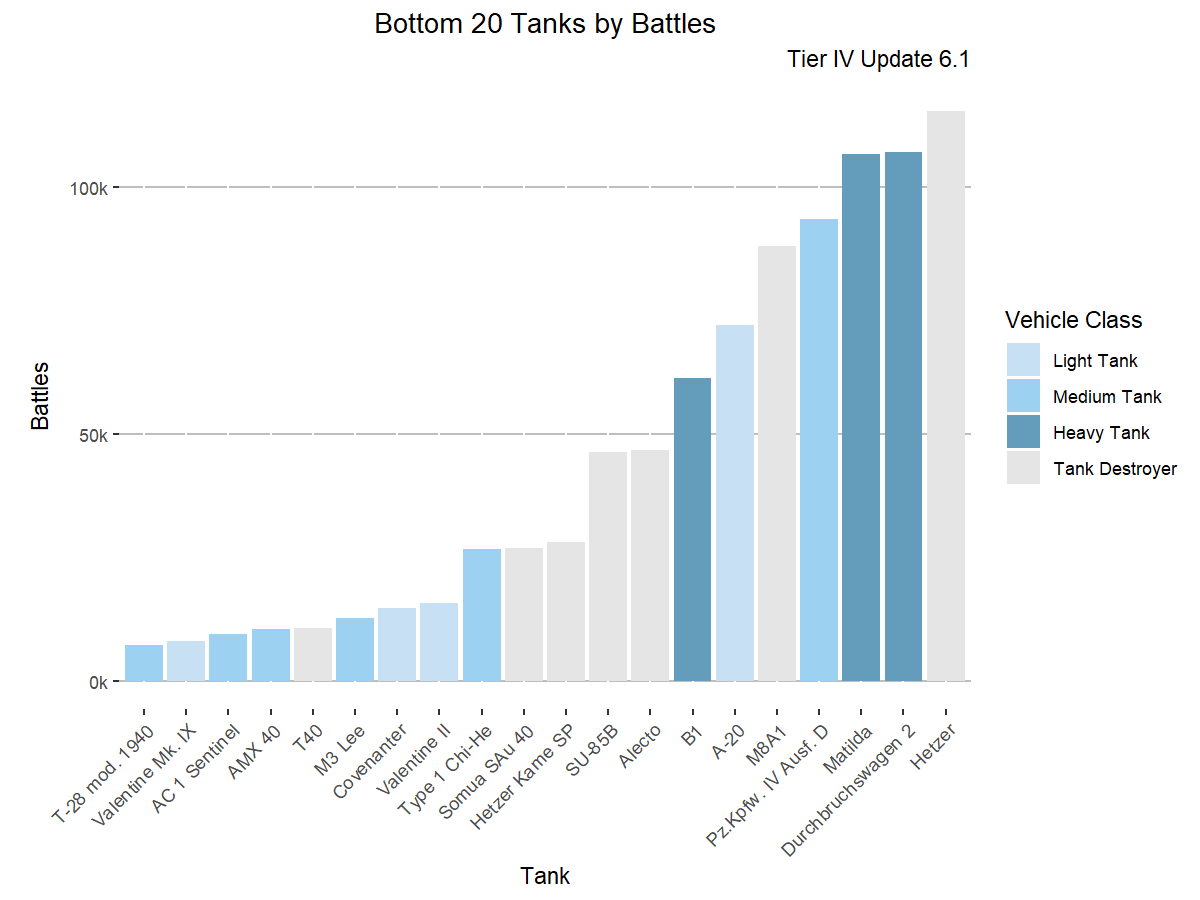 Bottom 20 Tanks by Battles
Tier IV Update 6.1
Battles
100k
50k
0k
T-28 mod. 1940
Valentine Mk. IX
AC 1 Sentinel
AMX 40
T40
M3 Lee
Covenanter
Valentine II
Type 1 Chi-He
Somua SAu 40
Hetzer Kame SP
SU-85B
Alecto
B1
A-20
M8A1
Pz.Kpfw. IV Ausf. D
Matilda
Durchbruchswagen 2
Hetzer
Tank
Vehicle Class
Light Tank
Medium Tank
Heavy Tank
Tank Destroyer